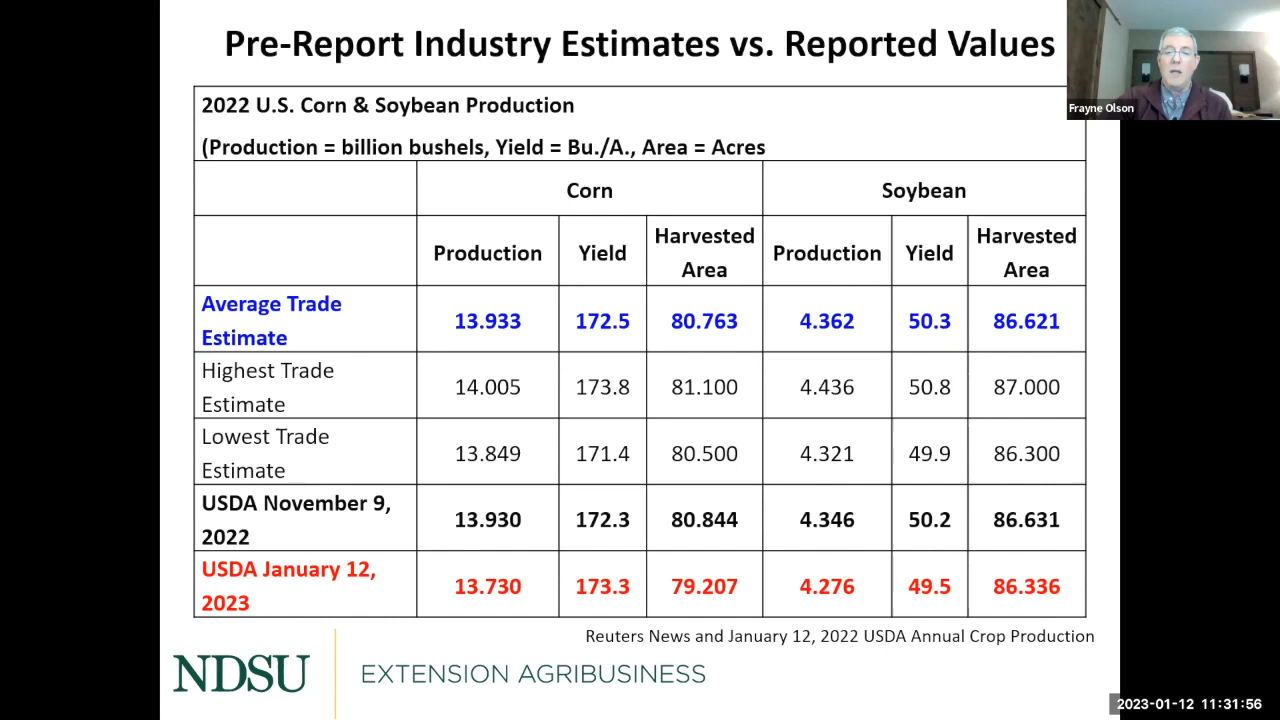 Pre-Report Industry Estimates vs. Reported Values
Frayne Olson
2022 U.S. Corn & Soybean Production
(Production = billion bushels, Yield = Bu./A., Area = Acres
Corn Soybean
Production Yield Harvested Area Production Yield Harvested Area
Average Trade Estimate 13.933 172.5 80.763 4.362 50.3 86.621
Highest Trade Estimate 14.005 173.8 81.100 4.436 50.8 87.000
Lowest Trade Estimate 13.849 171.4 80.500 4.321 49.9 86.300
USDA November 9, 2022 13.930 172.3 80.844 4.346 50.2 86.631
USDA January 12, 2023 13.730 173.3 79.207 4.276 49.5 86.336
Reuters News and January 12, 2022 USDA Annual Crop Production
NDSU EXTENSION AGRIBUSINESS
2023-01-12 11:31:56